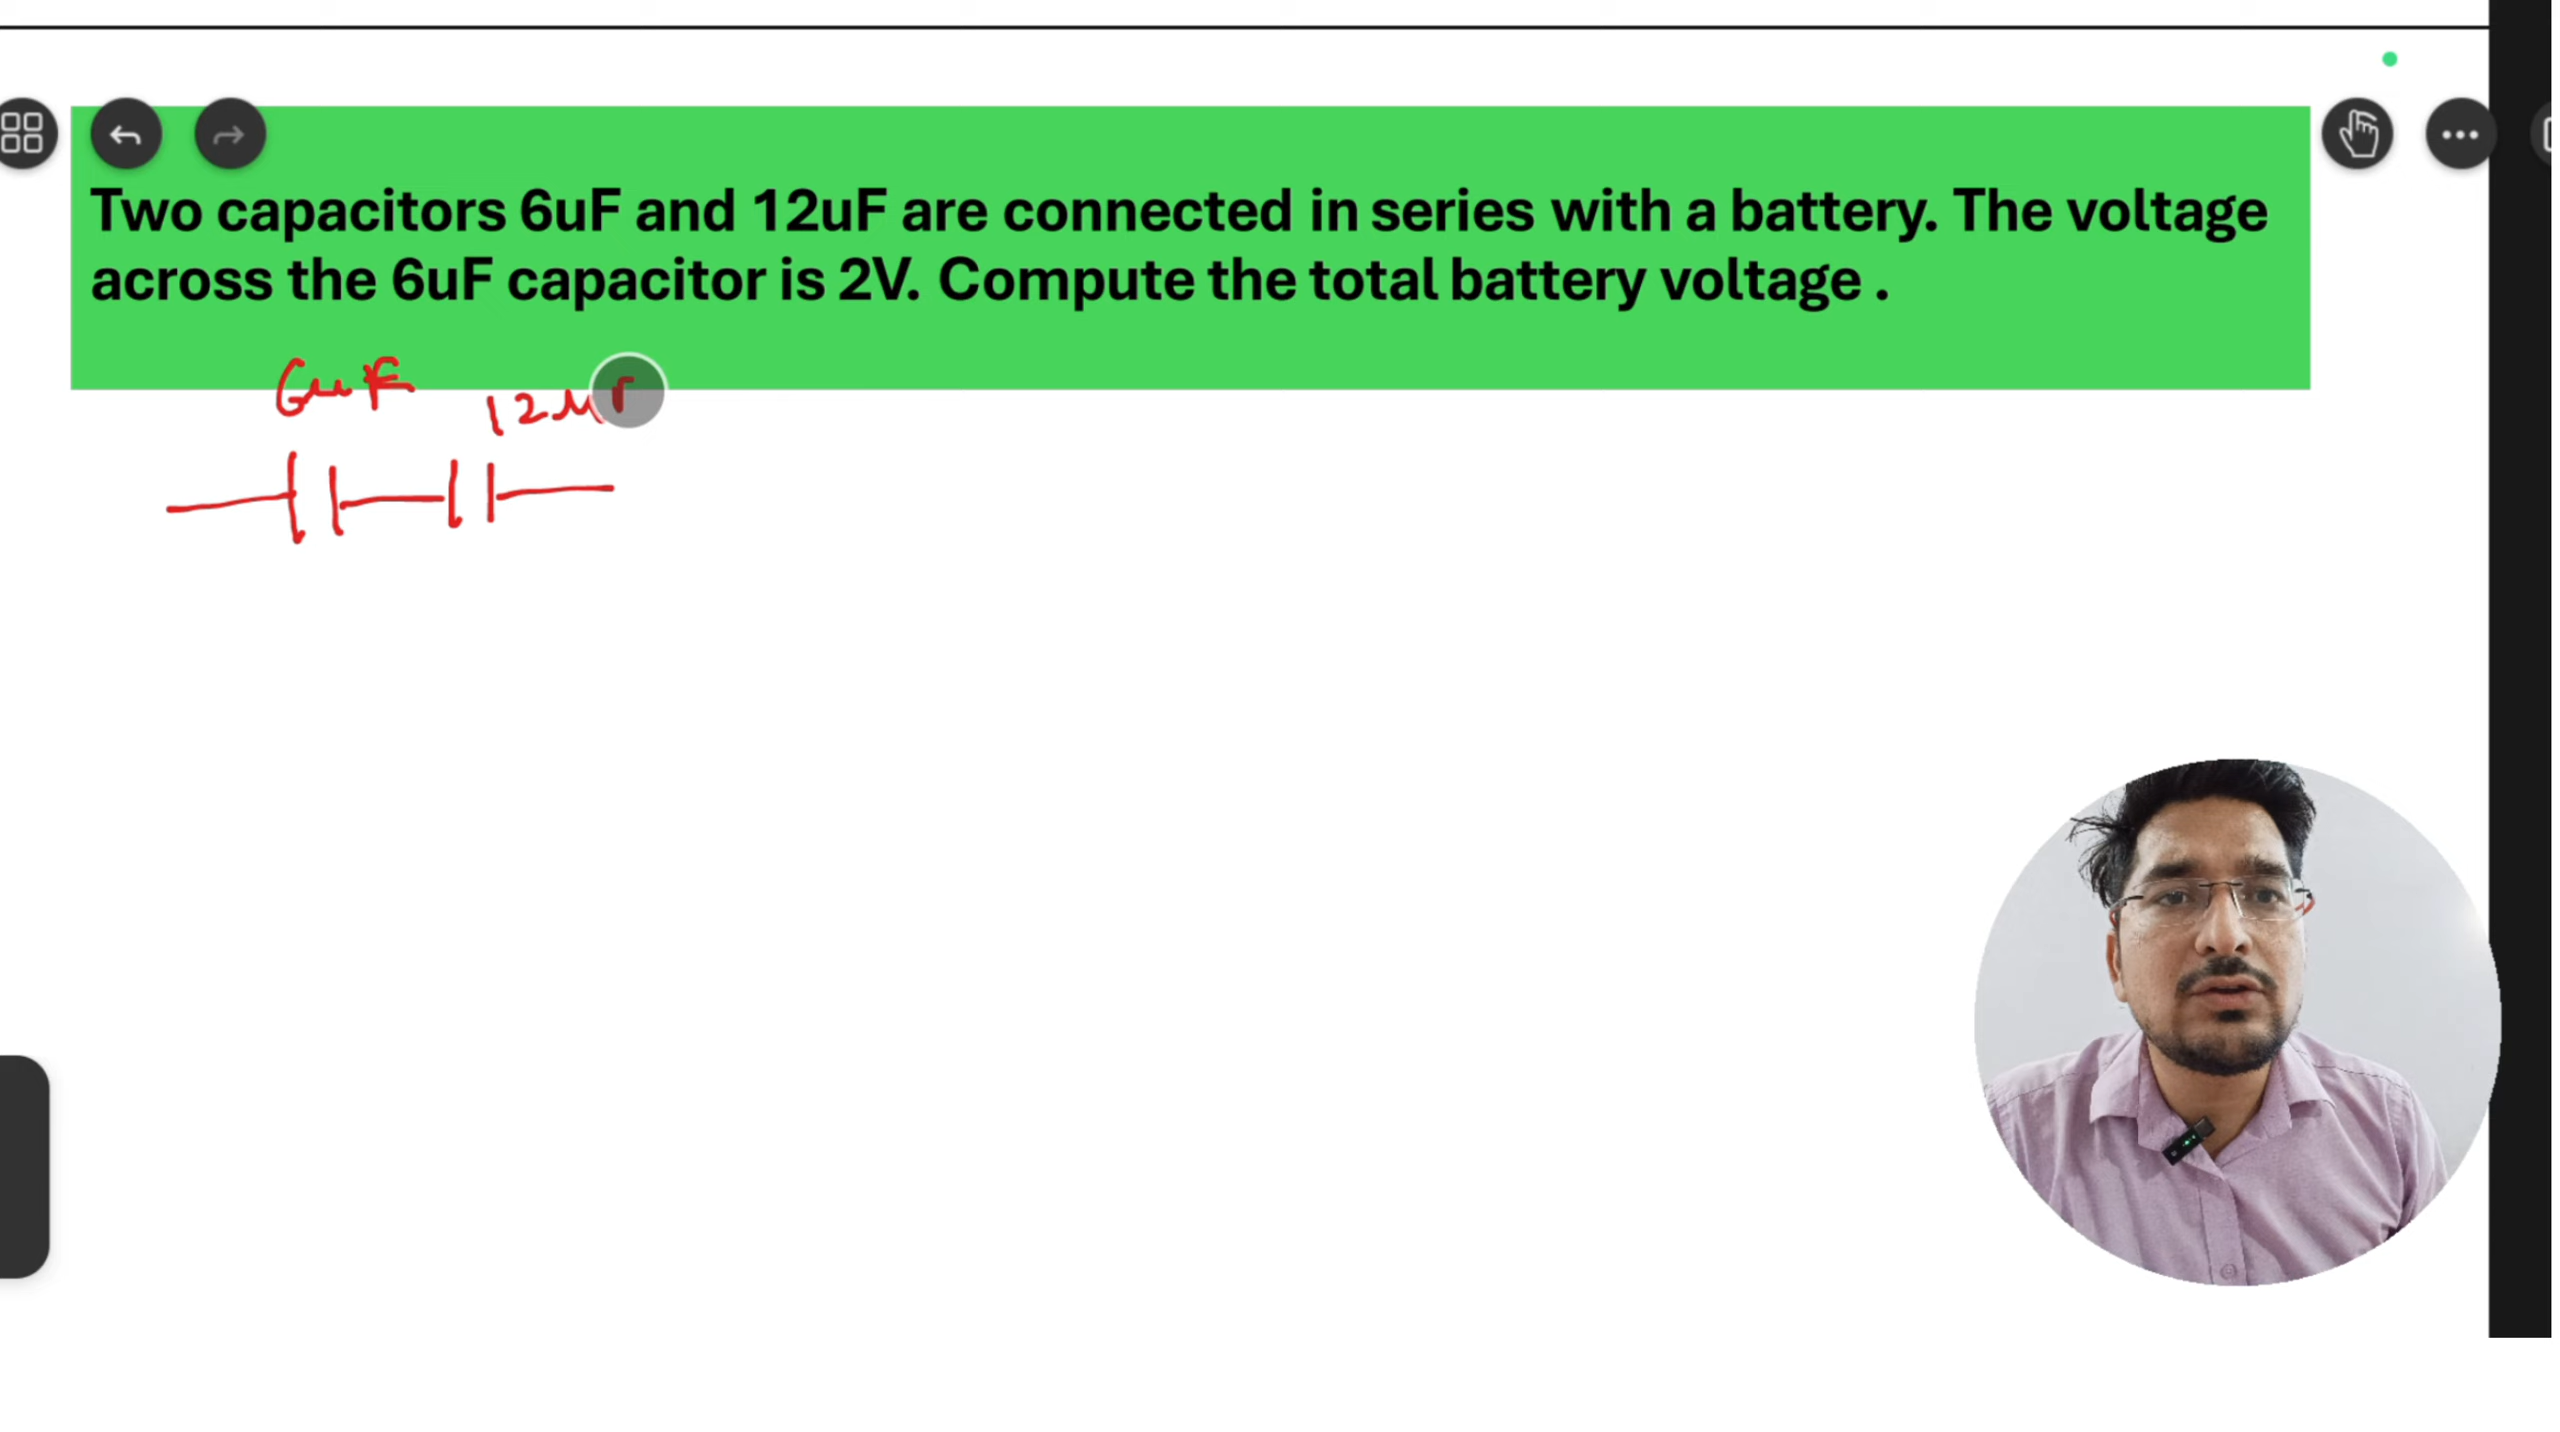 Two capacitors 6uF and 12uF are connected in series with a battery. The voltage
across the 6uF capacitor is 2V. Compute the total battery voltage .
6uF
12μF